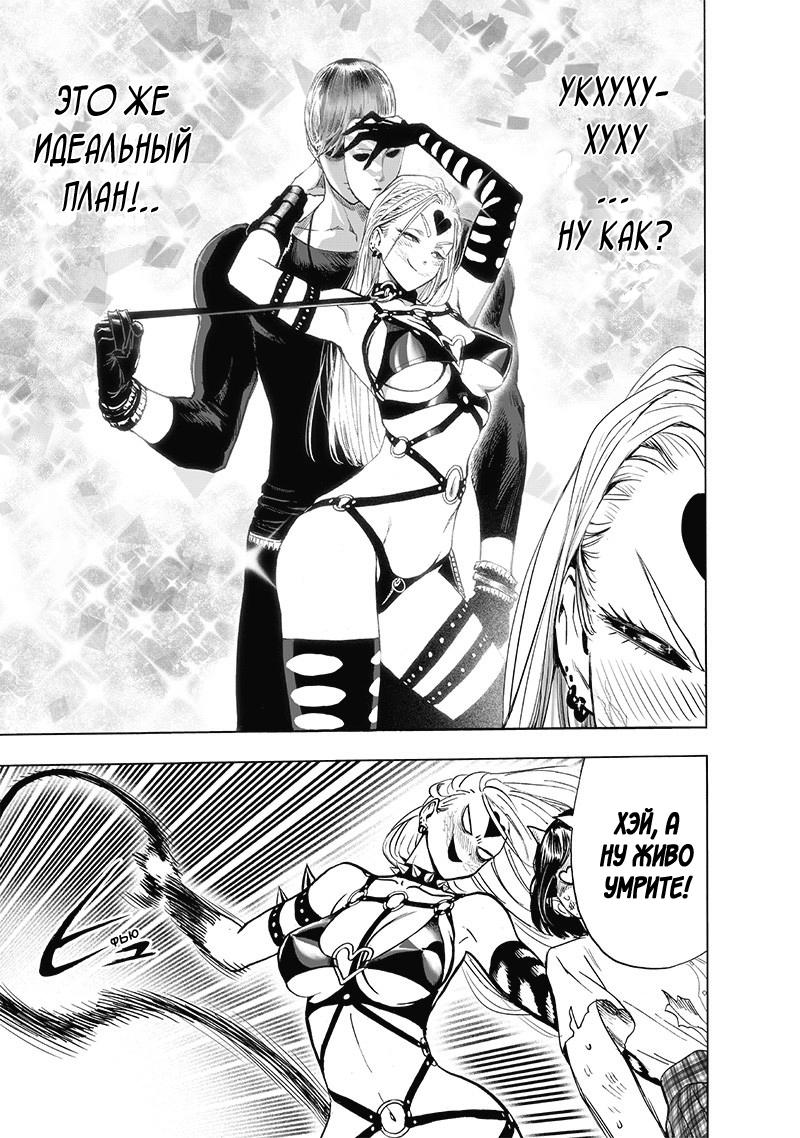 УКХУХУ-
ХУХУ
...
НУ КАК?
ЭТО ЖЕ
ИДЕАЛЬНЫЙ
ПЛАН!..
ХЭЙ, А
НУ ЖИВО
УМРИТЕ!
ФЬЮ